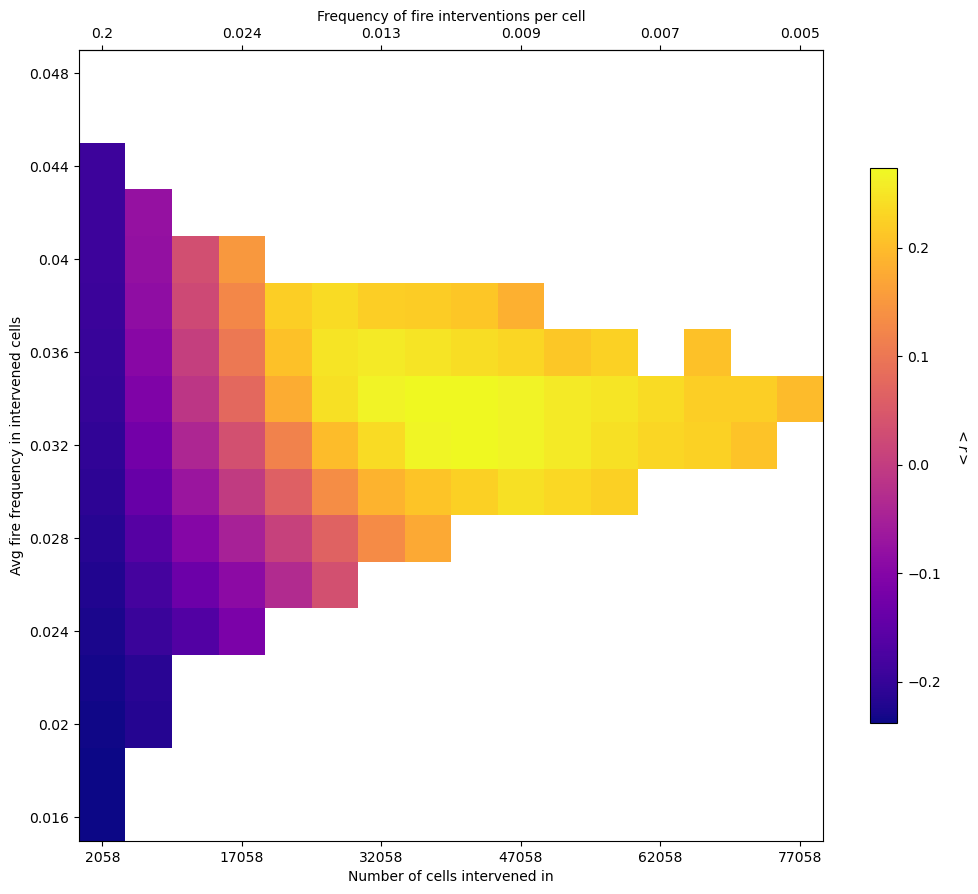 Frequency of fire interventions per cell
0.2 0.024 0.013 0.009 0.007 0.005
Avg fire frequency in intervened cells
0.048
0.044
0.04
0.036
0.032
0.028
0.024
0.02
0.016
2058 17058 32058 47058 62058 77058
Number of cells intervened in
0.2
0.1
0.0
−0.1
−0.2
< r >